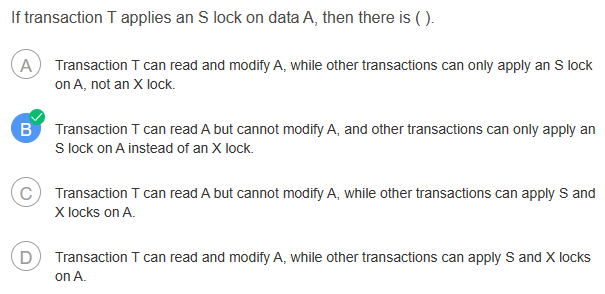 If transaction T applies an S lock on data A, then there is ( ).
A
Transaction T can read and modify A, while other transactions can only apply an S lock
on A, not an X lock.
B
Transaction T can read A but cannot modify A, and other transactions can only apply an
S lock on A instead of an X lock.
C
Transaction T can read A but cannot modify A, while other transactions can apply S and
X locks on A.
D
Transaction T can read and modify A, while other transactions can apply S and X locks
on A.